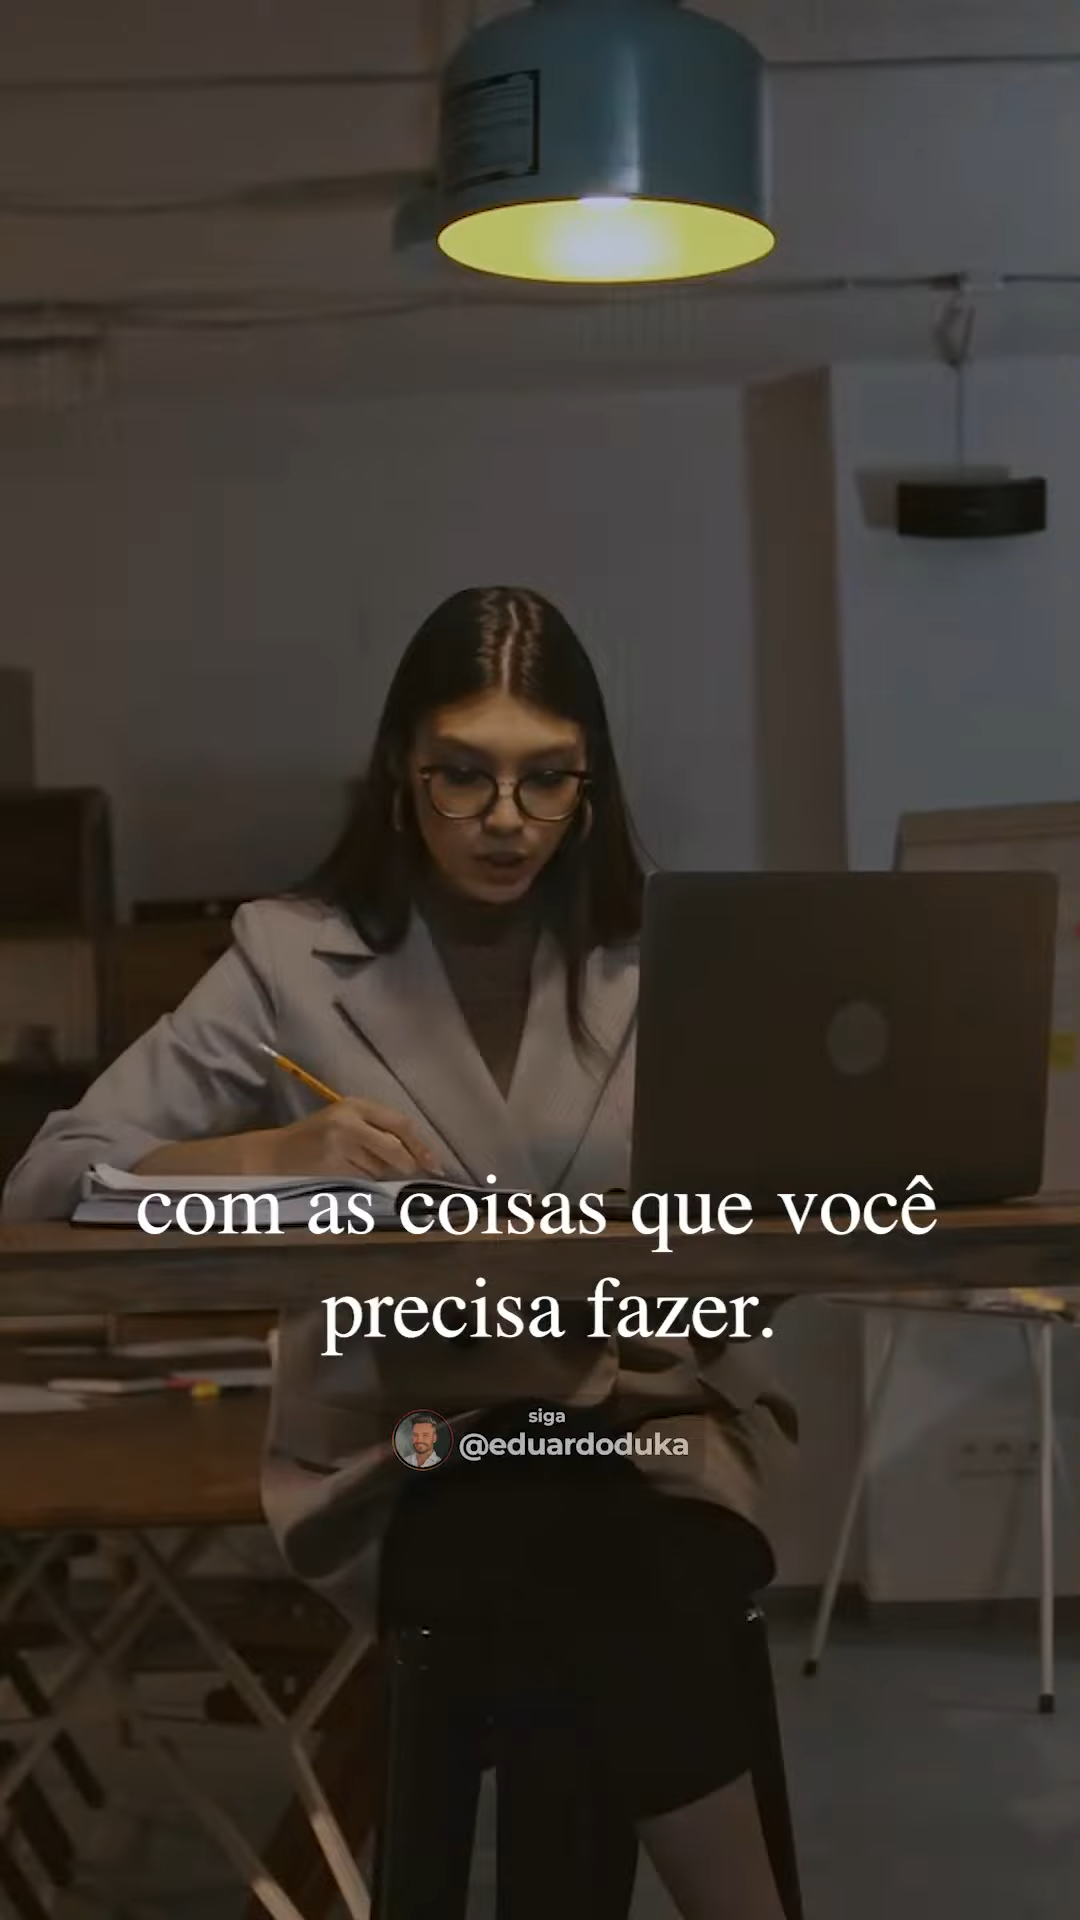 com as coisas que você
precisa fazer.
siga
@eduardoduka